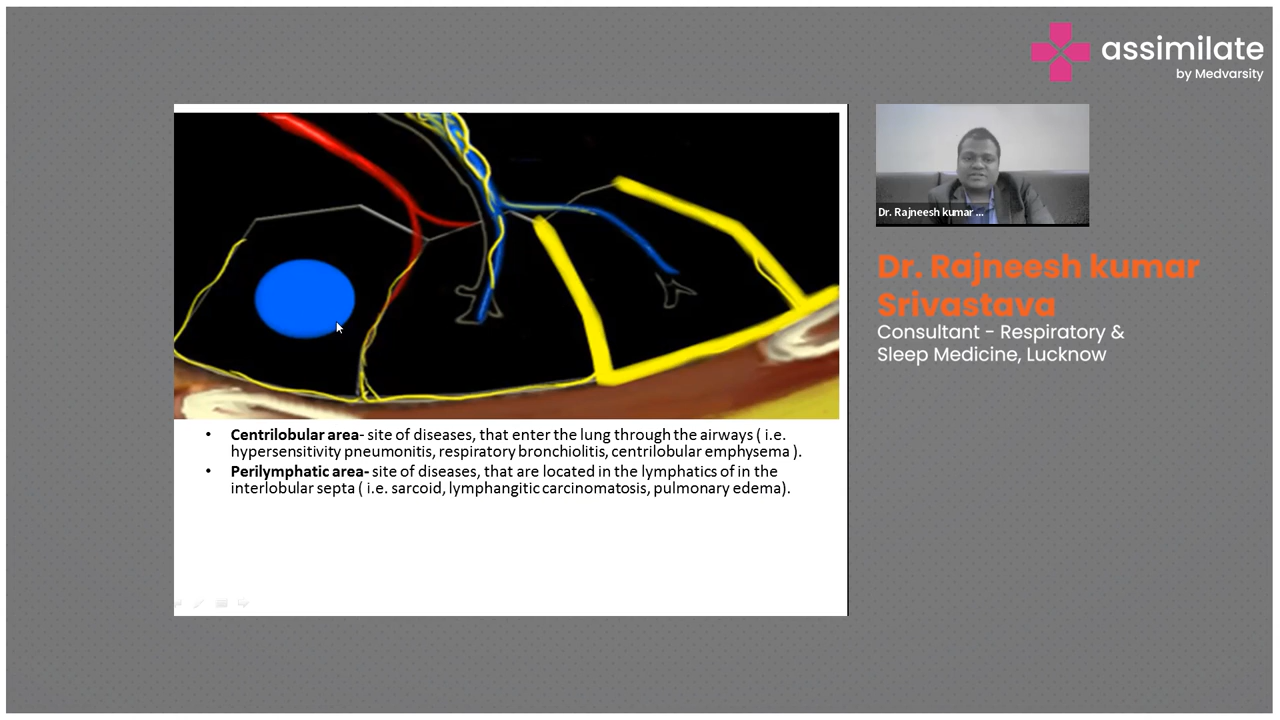 assimilate
by Medvarsity
Dr. Rajneesh kumar ...
Dr. Rajneesh kumar
Srivastava
Consultant - Respiratory &
Sleep Medicine, Lucknow
• Centrilobular area- site of diseases, that enter the lung through the airways ( i.e.
hypersensitivity pneumonitis, respiratory bronchiolitis, centrilobular emphysema ).
• Perilymphatic area- site of diseases, that are located in the lymphatics of in the
interlobular septa ( i.e. sarcoid, lymphangitic carcinomatosis, pulmonary edema).